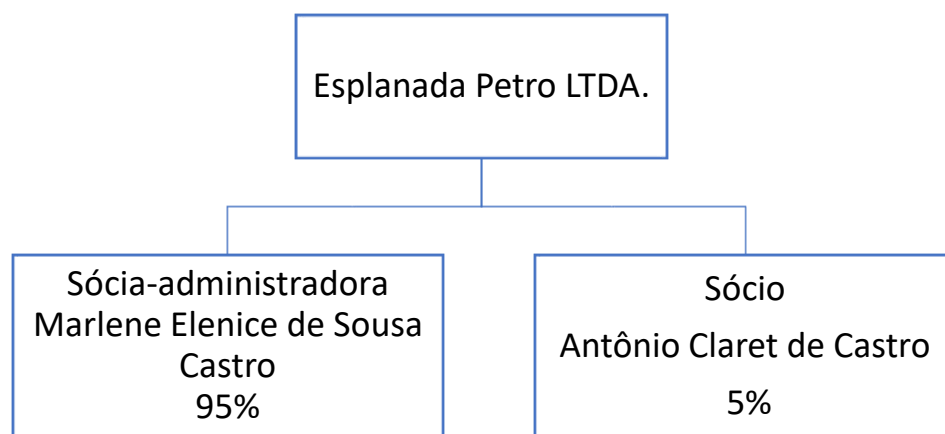 Esplanada Petro LTDA.
Sócia-administradora
Marlene Elenice de Sousa
Castro
95%
Sócio
Antônio Claret de Castro
5%